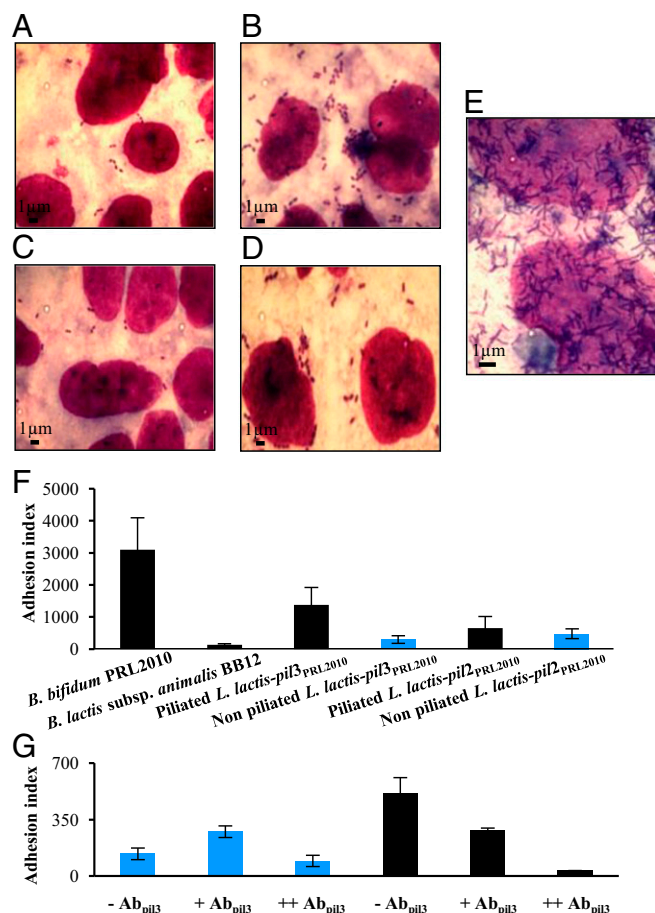 A
B
1μm
1μm
C
D
1μm
1μm
E
1μm
F
Adhesion index
5000
4000
3000
2000
1000
0
B. bifidum PRL2010
B. lactis subsp. animalis BB12
Piliated L. lactis-pil3PRL2010
Non piliated L. lactis-pil3PRL2010
Piliated L. lactis-pil2PRL2010
Non piliated L. lactis-pil2PRL2010
G
Adhesion index
700
350
0
- Abpil3 + Abpil3 ++ Abpil3 - Abpil3 + Abpil3 ++ Abpil3